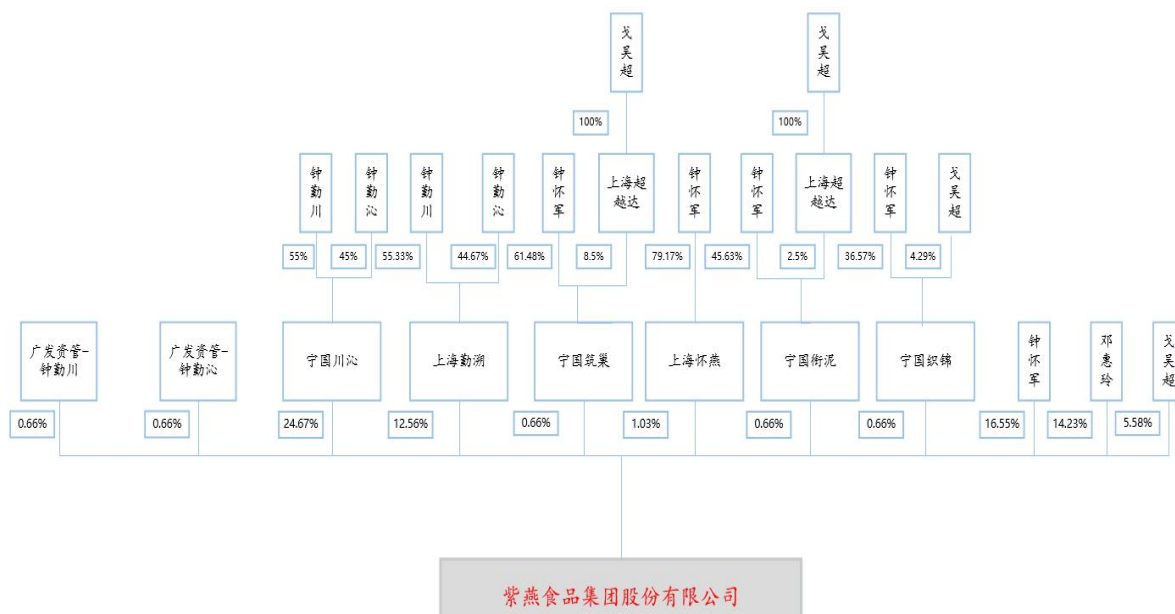 戈吴超
戈吴超
100%
100%
钟勤川
钟勤沁
钟勤川
钟勤沁
钟怀军
上海超
越达
钟怀军
钟怀军
上海超
越达
钟怀军
戈吴超
55%
45%
55.33%
44.67%
61.48%
8.5%
79.17%
45.63%
2.5%
36.57%
4.29%
广发资管-
钟勤川
广发资管-
钟勤沁
宁国川沁
上海勤溯
宁国筑巢
上海怀燕
宁国衔泥
宁国织锦
钟怀军
邓惠玲
戈吴超
0.66%
0.66%
24.67%
12.56%
0.66%
1.03%
0.66%
0.66%
16.55%
14.23%
5.58%
紫燕食品集团股份有限公司